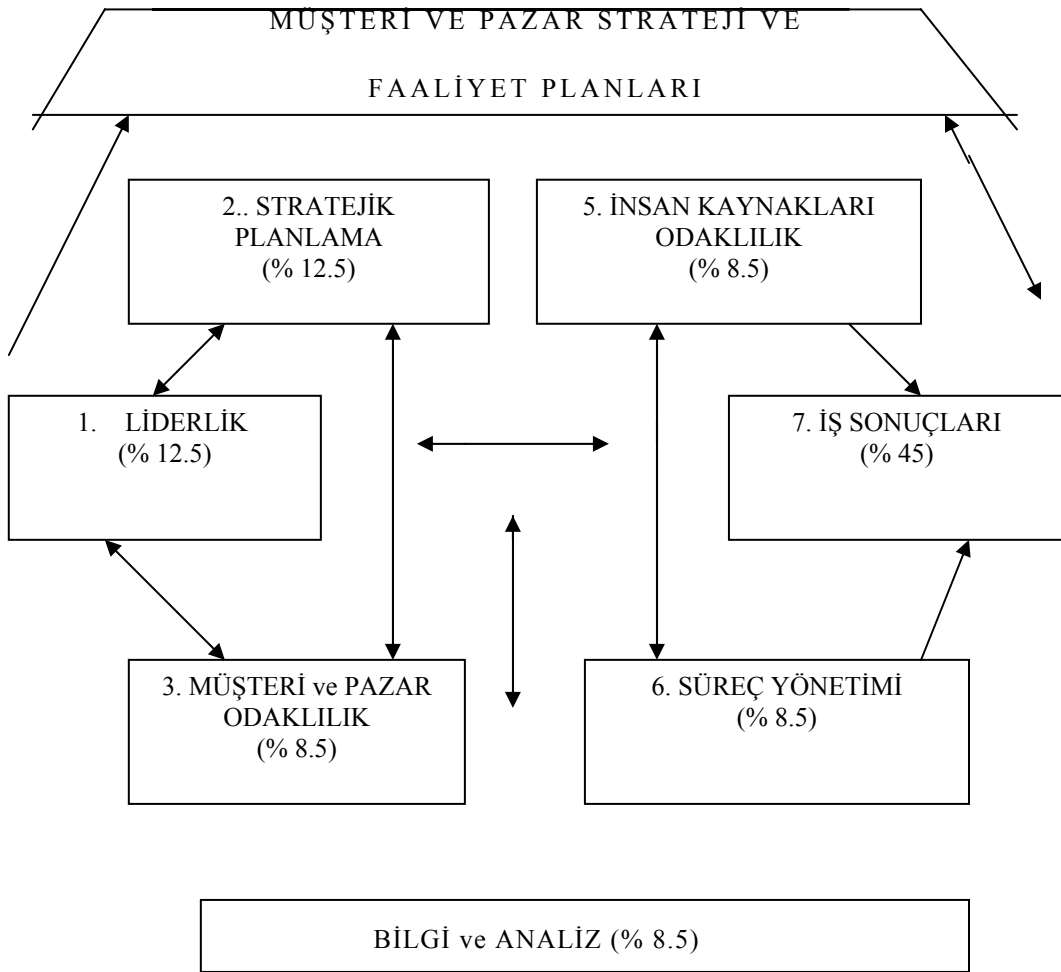 MÜŞTERİ VE PAZAR STRATEJİ VE
FAALİYET PLANLARI
2.. STRATEJİK
PLANLAMA
(% 12.5)
5. İNSAN KAYNAKLARI
ODAKLILIK
(% 8.5)
1. LİDERLİK
(% 12.5)
7. İŞ SONUÇLARI
(% 45)
3. MÜŞTERİ ve PAZAR
ODAKLILIK
(% 8.5)
6. SÜREÇ YÖNETİMİ
(% 8.5)
BİLGİ ve ANALİZ (% 8.5)